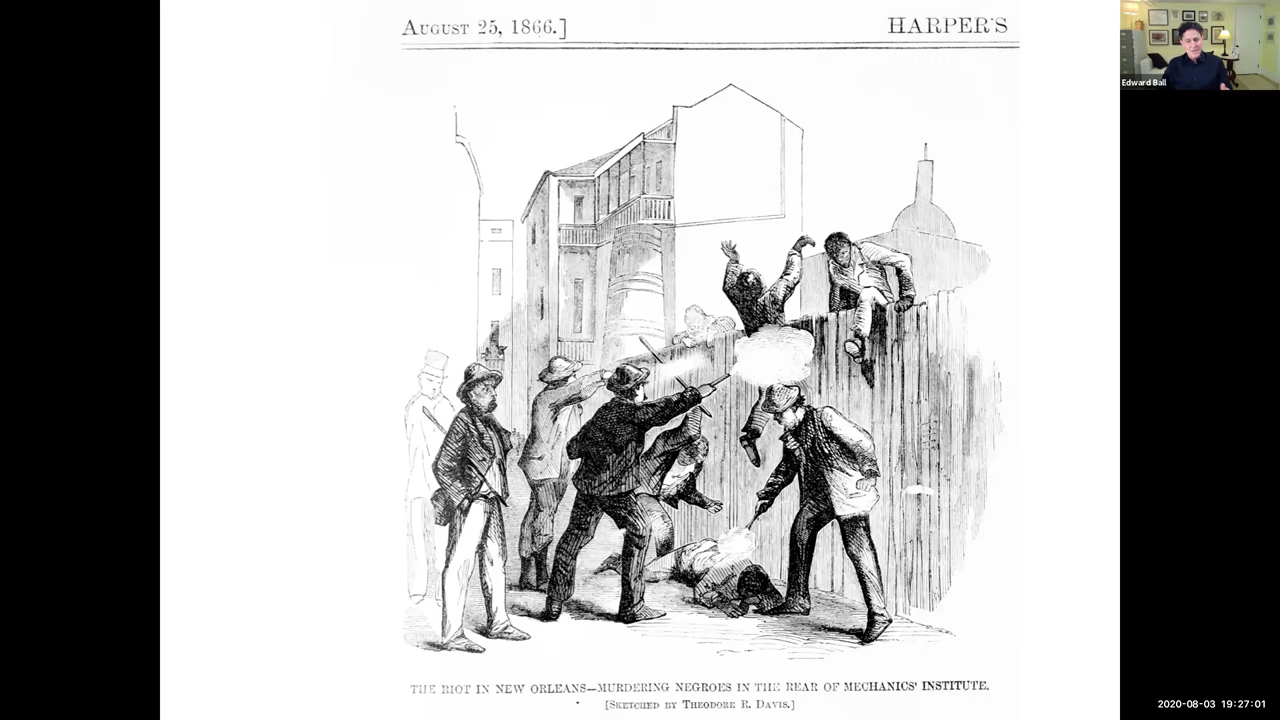 August 25, 1866.]
HARPER'S
Edward Ball
THE RIOT IN NEW ORLEANS—MURDERING NEGROES IN THE REAR OF MECHANICS' INSTITUTE.
[Sketched by Theodore R. Davis.]
2020-08-03 19:27:01